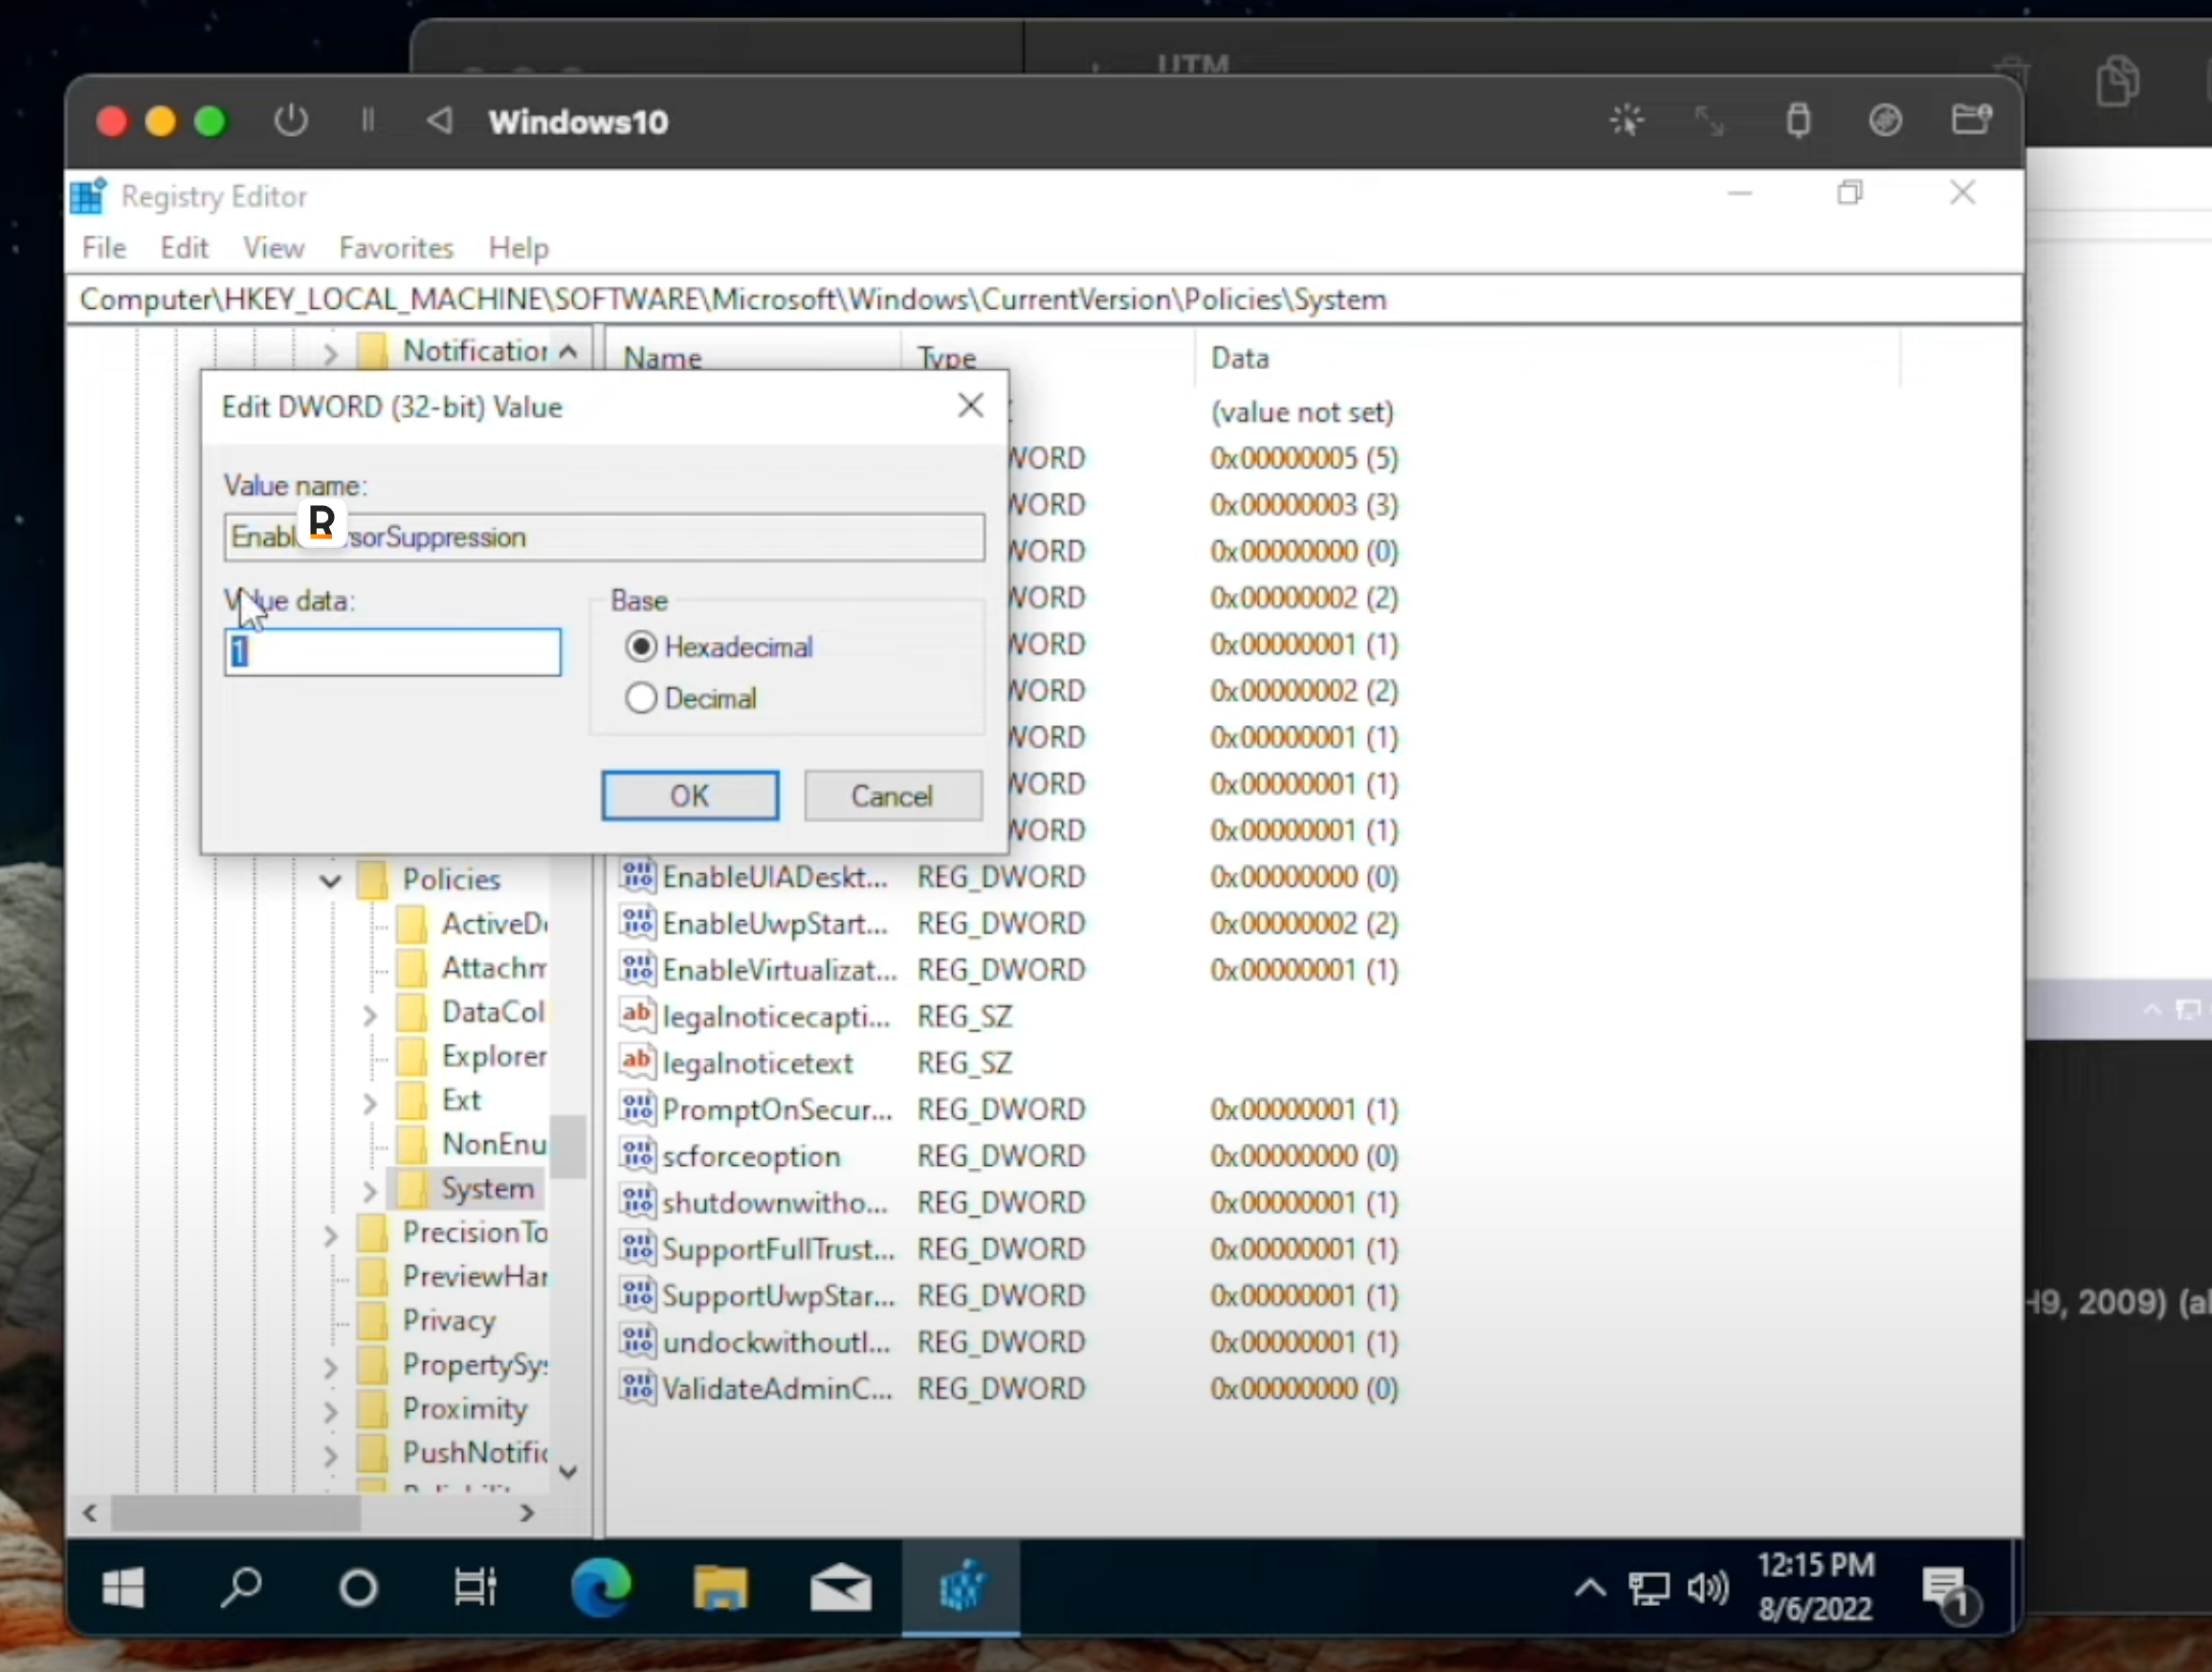 UTM
Windows10
Registry Editor
File Edit View Favorites Help
Computer\HKEY_LOCAL_MACHINE\SOFTWARE\Microsoft\Windows\CurrentVersion\Policies\System
Notification
Name Type Data
(value not set)
WORD 0x00000005 (5)
WORD 0x00000003 (3)
WORD 0x00000000 (0)
WORD 0x00000002 (2)
WORD 0x00000001 (1)
WORD 0x00000002 (2)
WORD 0x00000001 (1)
WORD 0x00000001 (1)
WORD 0x00000001 (1)
Edit DWORD (32-bit) Value
Value name:
R
Enabl sorSuppression
Value data:
1
Base
Hexadecimal
Decimal
OK
Cancel
Policies
ActiveD
Attachm
DataCol
Explorer
Ext
NonEnu
System
PrecisionTo
PreviewHar
Privacy
PropertySys
Proximity
PushNotific
EnableUIADeskt... REG_DWORD 0x00000000 (0)
EnableUwpStart... REG_DWORD 0x00000002 (2)
EnableVirtualizat... REG_DWORD 0x00000001 (1)
legalnoticecapti... REG_SZ
legalnoticetext REG_SZ
PromptOnSecur... REG_DWORD 0x00000001 (1)
scforceoption REG_DWORD 0x00000000 (0)
shutdownwitho... REG_DWORD 0x00000001 (1)
SupportFullTrust... REG_DWORD 0x00000001 (1)
SupportUwpStar... REG_DWORD 0x00000001 (1)
undockwithoutl... REG_DWORD 0x00000001 (1)
ValidateAdminC... REG_DWORD 0x00000000 (0)
H9, 2009) (al
12:15 PM
8/6/2022
1